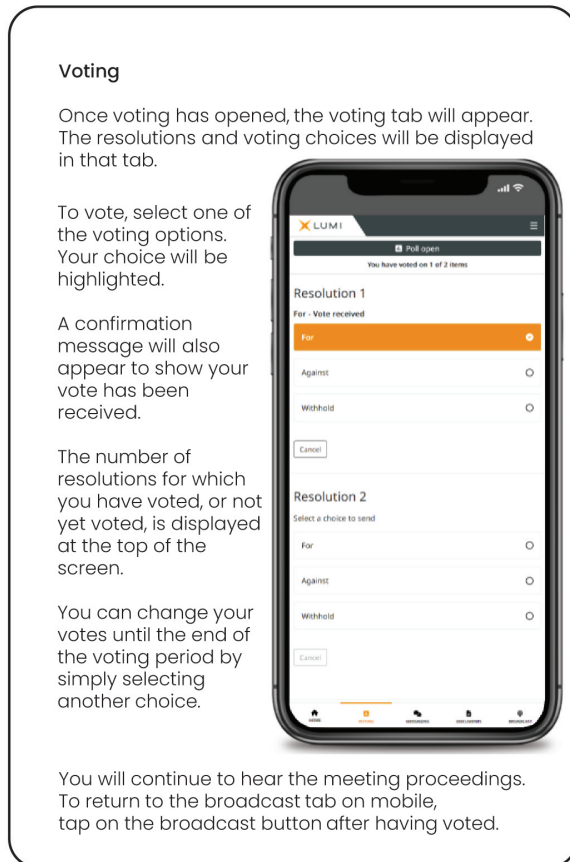 Voting
Once voting has opened, the voting tab will appear.
The resolutions and voting choices will be displayed
in that tab.
To vote, select one of
the voting options.
Your choice will be
highlighted.
A confirmation
message will also
appear to show your
vote has been
received.
The number of
resolutions for which
you have voted, or not
yet voted, is displayed
at the top of the
screen.
You can change your
votes until the end of
the voting period by
simply selecting
another choice.
LUMI
Poll open
You have voted on 1 of 2 items
Resolution 1
For - Vote received
For
Against
Withhold
Cancel
Resolution 2
Select a choice to send
For
Against
Withhold
Cancel
HOME VOTING MESSAGING DOCUMENTS BROADCAST
You will continue to hear the meeting proceedings.
To return to the broadcast tab on mobile,
tap on the broadcast button after having voted.